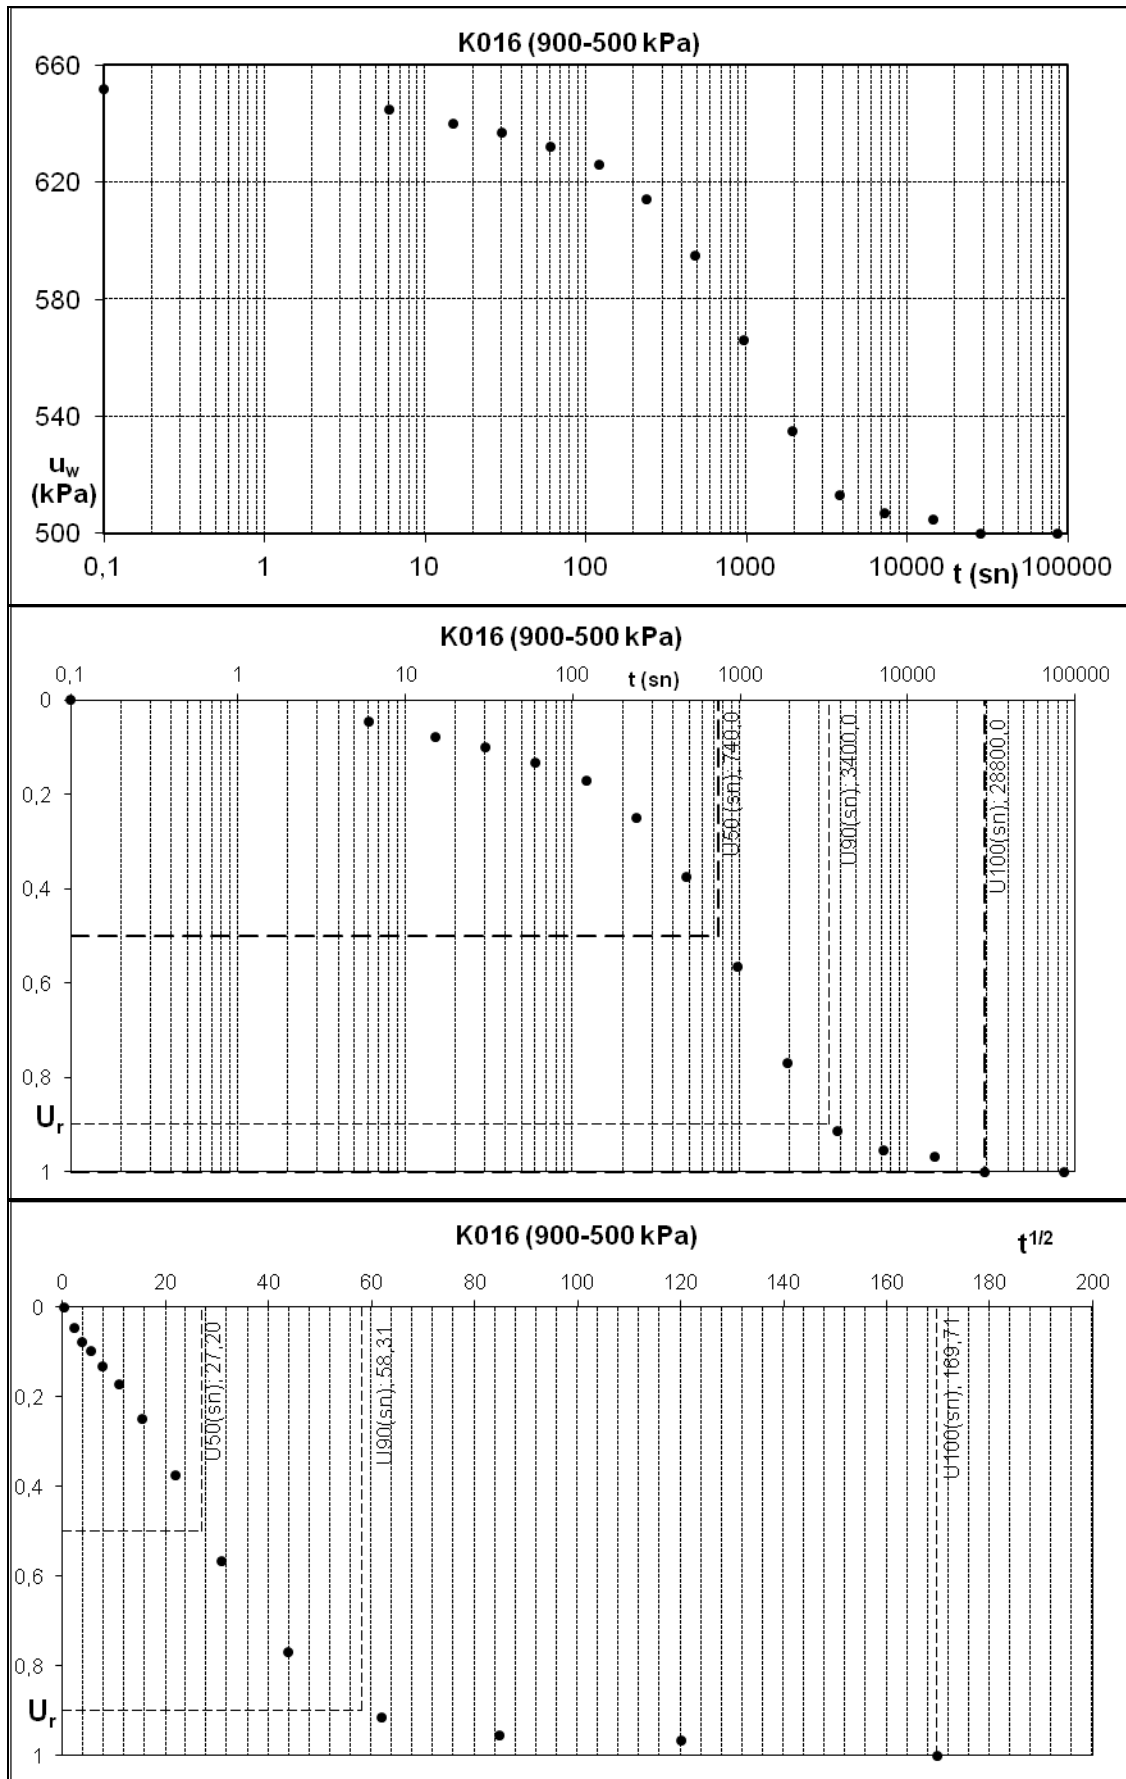 K016 (900-500 kPa)
660
620
580
540
u_w
(kPa)
500
0,1 1 10 100 1000 10000 t (sn) 100000
K016 (900-500 kPa)
0,1 1 10 100 t (sn) 1000 10000 100000
0
U50 (sn); 740,0
U90(sn); 3400,0
U100(sn); 28800,0
0,2
0,4
0,6
0,8
U_r
1
K016 (900-500 kPa) t^1/2
0 20 40 60 80 100 120 140 160 180 200
0
U50(sn); 27,20
U90(sn); 58,31
U100(sn); 169,71
0,2
0,4
0,6
0,8
U_r
1